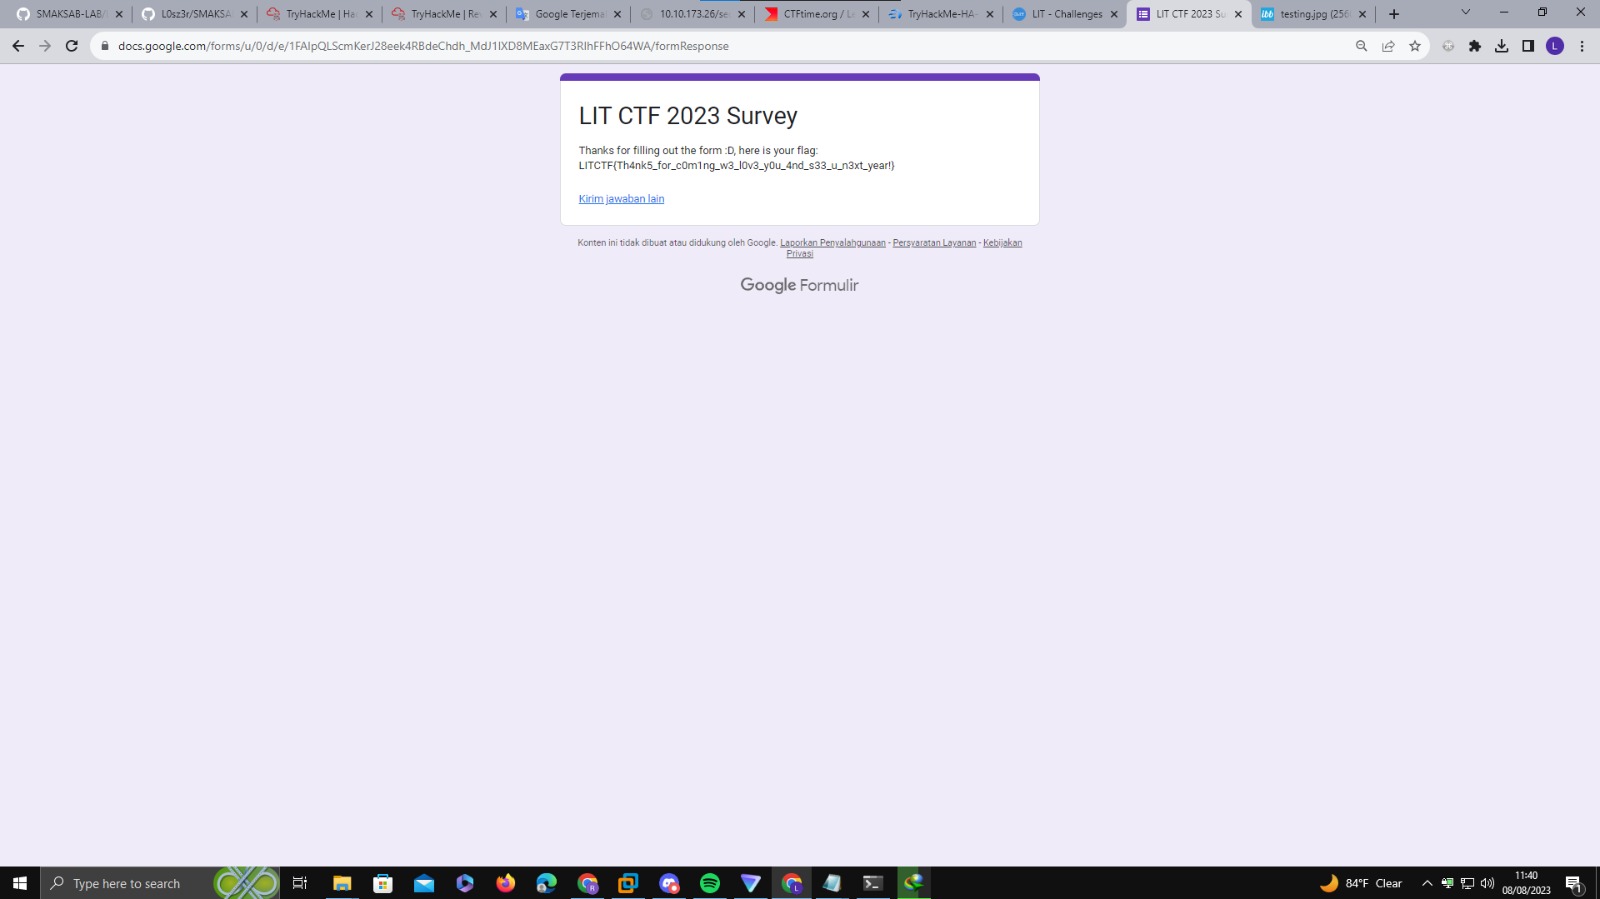 SMAKSAB-LAB/
L0sz3r/SMAKSA
TryHackMe | Ha
TryHackMe | Re
Google Terjema
10.10.173.26/se
CTFtime.org / L
TryHackMe-HA-
LIT - Challenges
LIT CTF 2023 Su
testing.jpg (256
docs.google.com/forms/u/0/d/e/1FAIpQLScmKerJ28eek4RBdeChdh_MdJ1IXD8MEaxG7T3RIhFFhO64WA/formResponse
L
LIT CTF 2023 Survey
Thanks for filling out the form :D, here is your flag:
LITCTF{Th4nk5_for_c0m1ng_w3_l0v3_y0u_4nd_s33_u_n3xt_year!}
Kirim jawaban lain
Konten ini tidak dibuat atau didukung oleh Google. Laporkan Penyalahgunaan - Persyaratan Layanan - Kebijakan
Privasi
Google Formulir
Type here to search
84°F Clear
11:40
08/08/2023
1